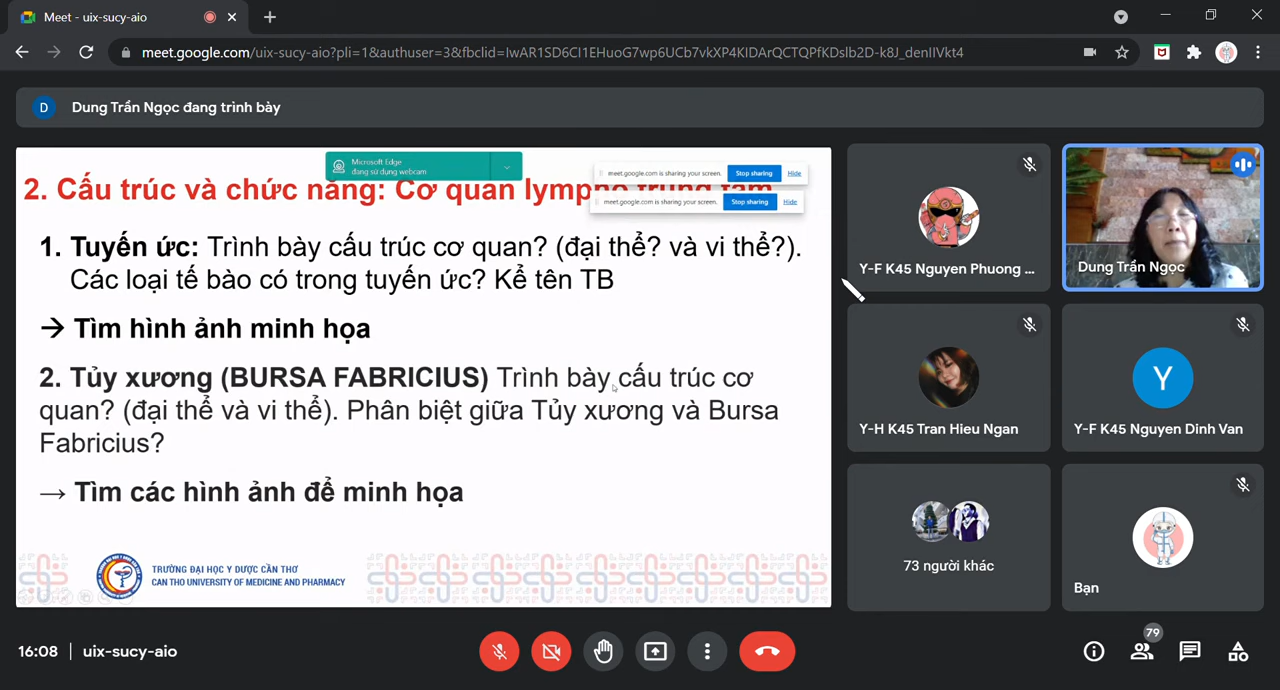 Meet - uix-sucy-aio
meet.google.com/uix-sucy-aio?pli=1&authuser=3&fbclid=IwAR1SD6CI1EHuoG7wp6UCb7vkXP4KIDArQCTQPfKDslb2D-k8J_denIIVkt4
D
Dung Trần Ngọc đang trình bày
Microsoft Edge
đang sử dụng webcam
meet.google.com is sharing your screen. Stop sharing Hide
meet.google.com is sharing your screen. Stop sharing Hide
2. Cấu trúc và chức năng: Cơ quan lympho trung tâm
1. Tuyến ức: Trình bày cấu trúc cơ quan? (đại thể? và vi thể?).
Các loại tế bào có trong tuyến ức? Kể tên TB
→ Tìm hình ảnh minh họa
2. Tủy xương (BURSA FABRICIUS) Trình bày cấu trúc cơ
quan? (đại thể và vi thể). Phân biệt giữa Tủy xương và Bursa
Fabricius?
→ Tìm các hình ảnh để minh họa
TRƯỜNG ĐẠI HỌC Y DƯỢC CẦN THƠ
CAN THO UNIVERSITY OF MEDICINE AND PHARMACY
Y-F K45 Nguyen Phuong ...
Dung Trần Ngọc
Y-H K45 Tran Hieu Ngan
Y
Y-F K45 Nguyen Dinh Van
73 người khác
Bạn
16:08 | uix-sucy-aio
79